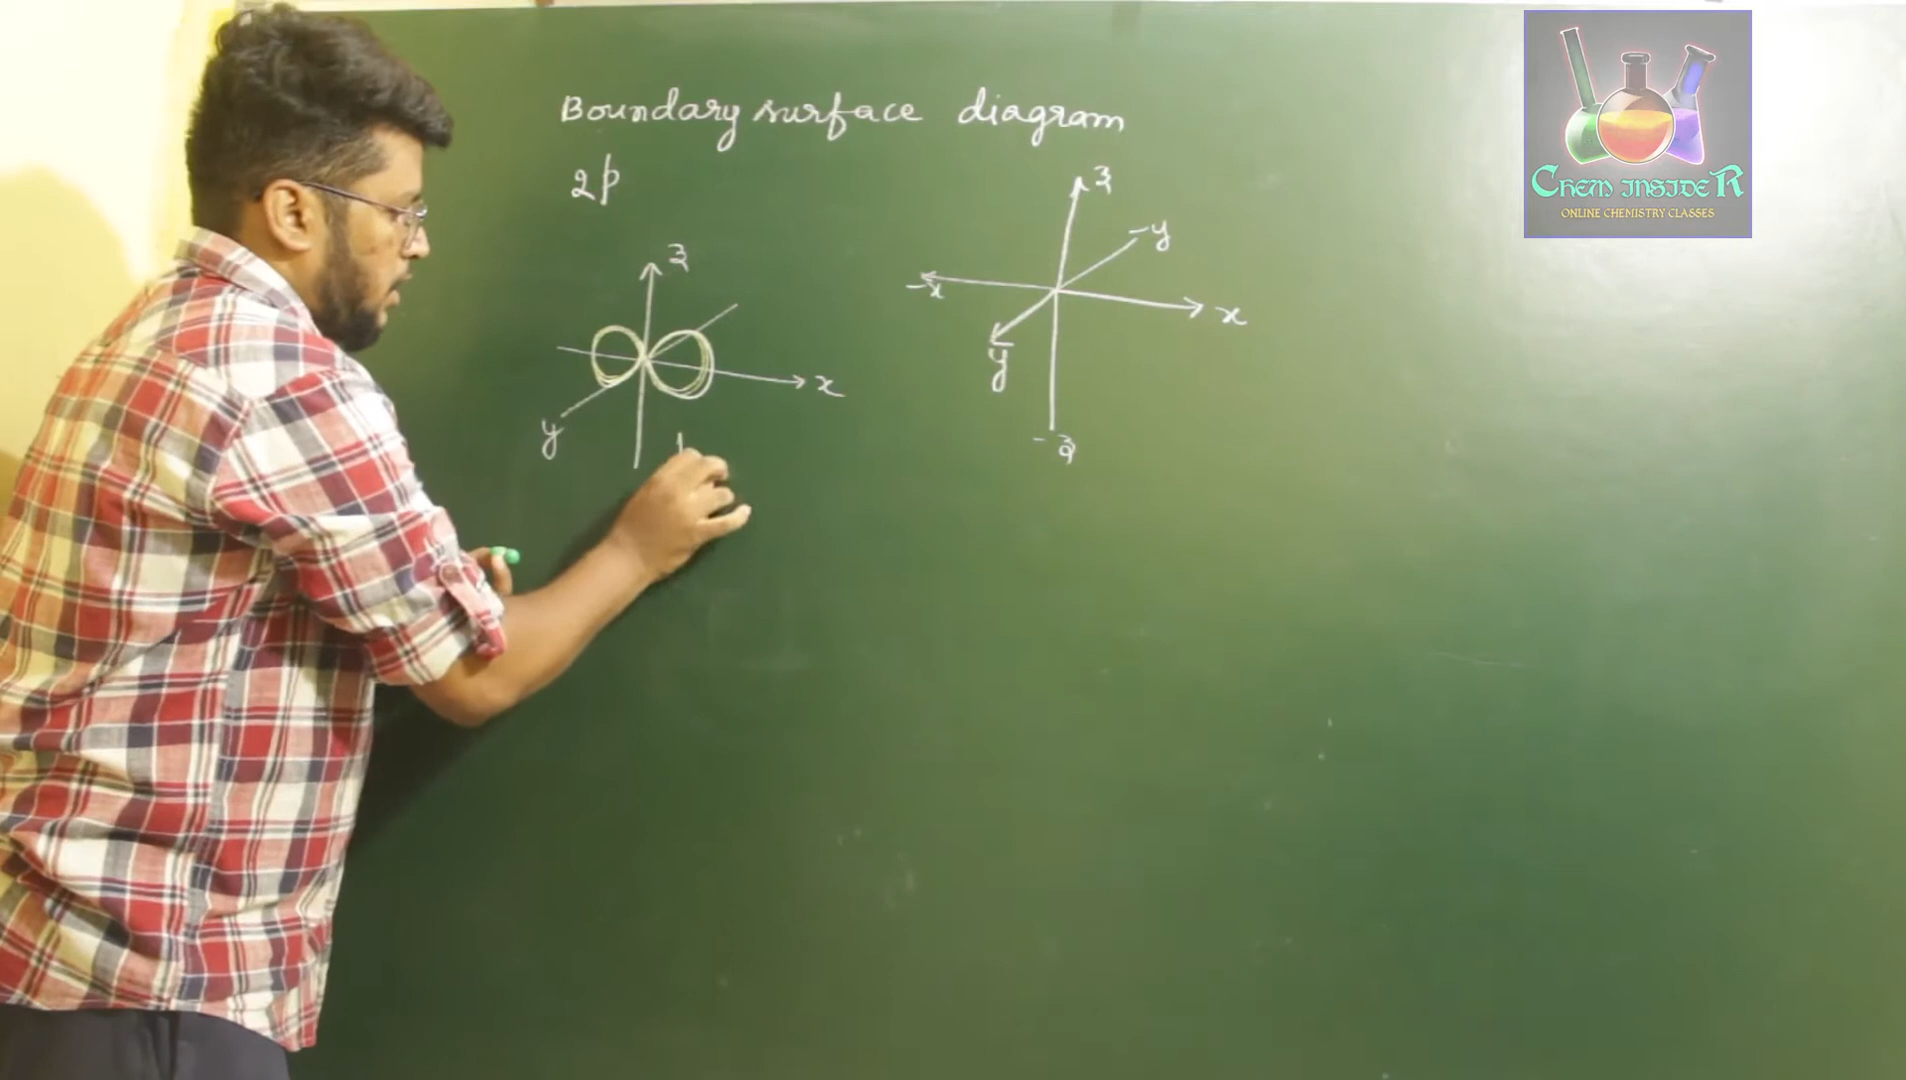 Boundary surface diagram
2p
z
x
y
z
-y
-x
x
y
-z
CHEM INSIDER
ONLINE CHEMISTRY CLASSES